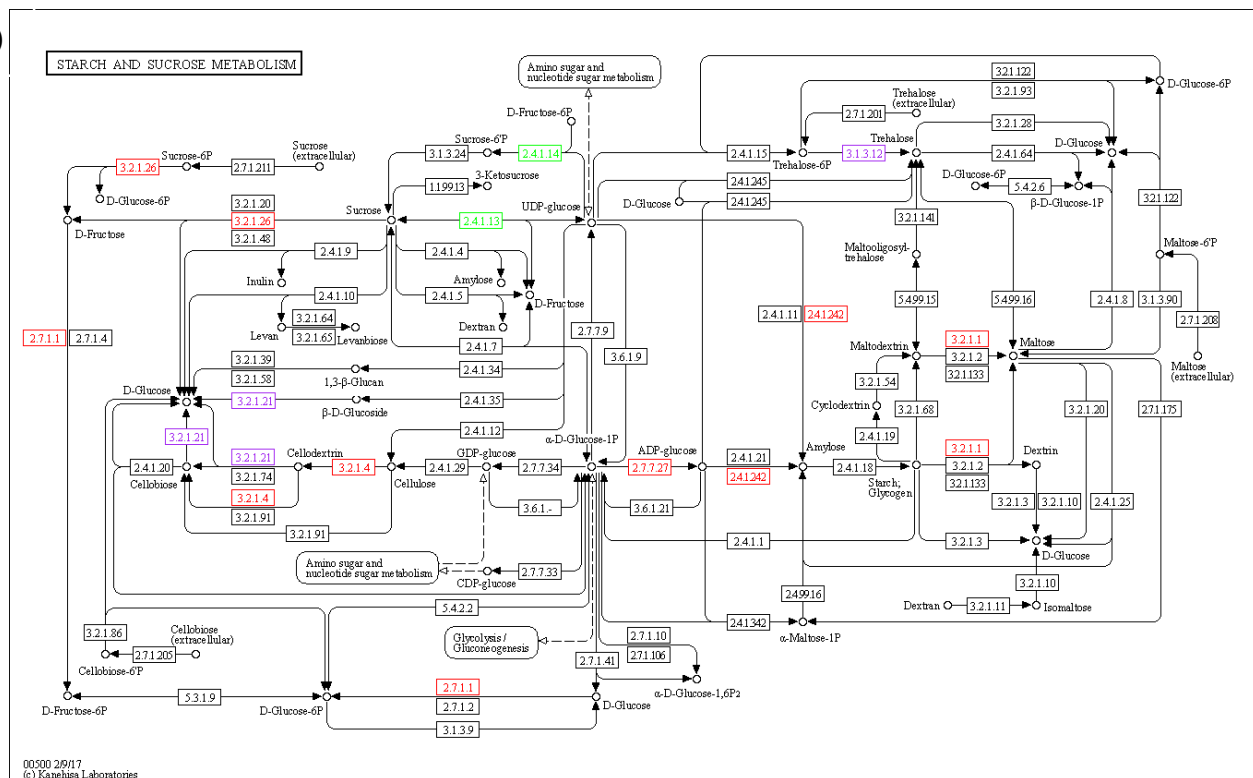 )
STARCH AND SUCROSE METABOLISM
Amino sugar and
nucleotide sugar metabolism
3.2.1.122
3.2.1.93
D-Glucose-6P
D-Fructose-6P
Trehalose
(extracellular)
2.7.1.201
Sucrose-6'P
Trehalose
3.2.1.28
D-Glucose
Sucrose
(extracellular)
Sucrose-6P
3.2.1.26
2.7.1.211
3.1.3.24
2.4.1.14
2.4.1.15
Trehalose-6P
3.1.3.12
2.4.1.64
D-Glucose-6P
3-Ketosucrose
1.1.99.13
D-Glucose-6P
2.4.1.245
D-Glucose
2.4.1.245
5.4.2.6
β-D-Glucose-1P
3.2.1.122
3.2.1.20
3.2.1.26
3.2.1.48
D-Fructose
Sucrose
2.4.1.13
UDP-glucose
3.2.1.141
2.4.1.9
2.4.1.4
Inulin
Amylose
Maltooligosyl-
trehalose
Maltose-6'P
2.4.1.10
2.4.1.5
D-Fructose
5.4.99.15
5.4.99.16
2.4.1.8
3.1.3.90
Levan
3.2.1.64
3.2.1.65
Levanbiose
Dextran
2.4.1.11
2.4.1.242
2.7.1.208
2.7.1.1
2.7.1.4
2.7.7.9
2.4.1.7
3.6.1.9
Maltodextrin
3.2.1.1
3.2.1.2
3.2.1.133
Maltose
Maltose
(extracellular)
3.2.1.39
3.2.1.58
2.4.1.34
1,3-β-Glucan
3.2.1.54
D-Glucose
3.2.1.21
2.4.1.35
β-D-Glucoside
Cyclodextrin
3.2.1.68
3.2.1.20
2.7.1.175
3.2.1.21
2.4.1.12
2.4.1.19
α-D-Glucose-1P
ADP-glucose
Amylose
2.4.1.20
Cellobiose
3.2.1.21
3.2.1.74
Cellodextrin
3.2.1.4
Cellulose
2.4.1.29
GDP-glucose
2.7.7.34
2.7.7.27
2.4.1.21
2.4.1.242
2.4.1.18
Starch;
Glycogen
3.2.1.1
3.2.1.2
3.2.1.133
Dextrin
3.2.1.4
3.2.1.91
3.2.1.91
3.6.1.-
3.6.1.21
3.2.1.3
3.2.1.10
2.4.1.25
2.4.1.1
3.2.1.3
D-Glucose
Amino sugar and
nucleotide sugar metabolism
CDP-glucose
2.7.7.33
2.4.99.16
3.2.1.10
Dextran
3.2.1.11
Isomaltose
5.4.2.2
2.4.1.342
α-Maltose-1P
3.2.1.86
Cellobiose
(extracellular)
2.7.1.205
Cellobiose-6'P
Glycolysis /
Gluconeogenesis
2.7.1.10
2.7.1.106
2.7.1.41
α-D-Glucose-1,6P2
D-Fructose-6P
5.3.1.9
D-Glucose-6P
2.7.1.1
2.7.1.2
D-Glucose
3.1.3.9
00500 2/9/17
(c) Kanehisa Laboratories